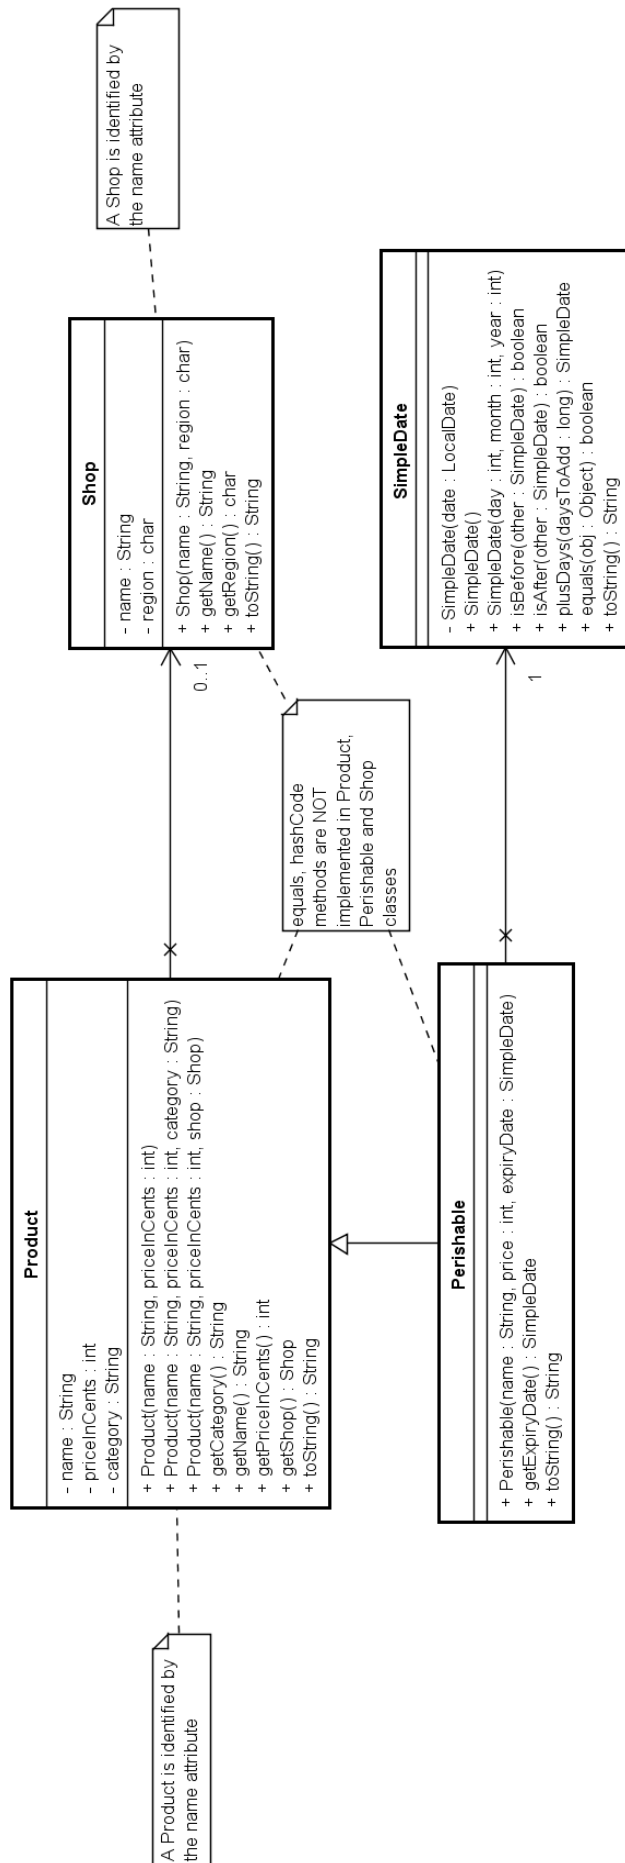 A Product is identified by
the name attribute
Product
- name : String
- priceInCents : int
- category : String
+ Product(name : String, priceInCents : int)
+ Product(name : String, priceInCents : int, category : String)
+ Product(name : String, priceInCents : int, shop : Shop)
+ getCategory() : String
+ getName() : String
+ getPriceInCents() : int
+ getShop() : Shop
+ toString() : String
0..1
Shop
- name : String
- region : char
+ Shop(name : String, region : char)
+ getName() : String
+ getRegion() : char
+ toString() : String
A Shop is identified by
the name attribute
equals, hashCode
methods are NOT
implemented in Product,
Perishable and Shop
classes
Perishable
+ Perishable(name : String, price : int, expiryDate : SimpleDate)
+ getExpiryDate() : SimpleDate
+ toString() : String
1
SimpleDate
- SimpleDate(date : LocalDate)
+ SimpleDate()
+ SimpleDate(day : int, month : int, year : int)
+ isBefore(other : SimpleDate) : boolean
+ isAfter(other : SimpleDate) : boolean
+ plusDays(daysToAdd : long) : SimpleDate
+ equals(obj : Object) : boolean
+ toString() : String